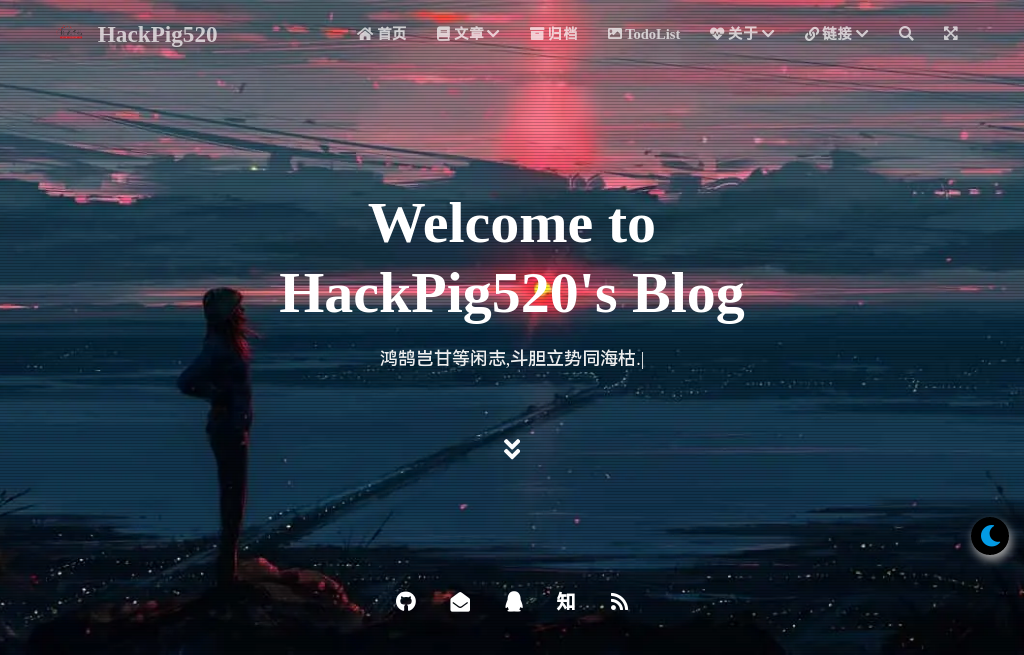 HackPig520
首页 文章 归档 TodoList 关于 链接
Welcome to
HackPig520's Blog
鸿鹄岂甘等闲志,斗胆立势同海枯.|
知